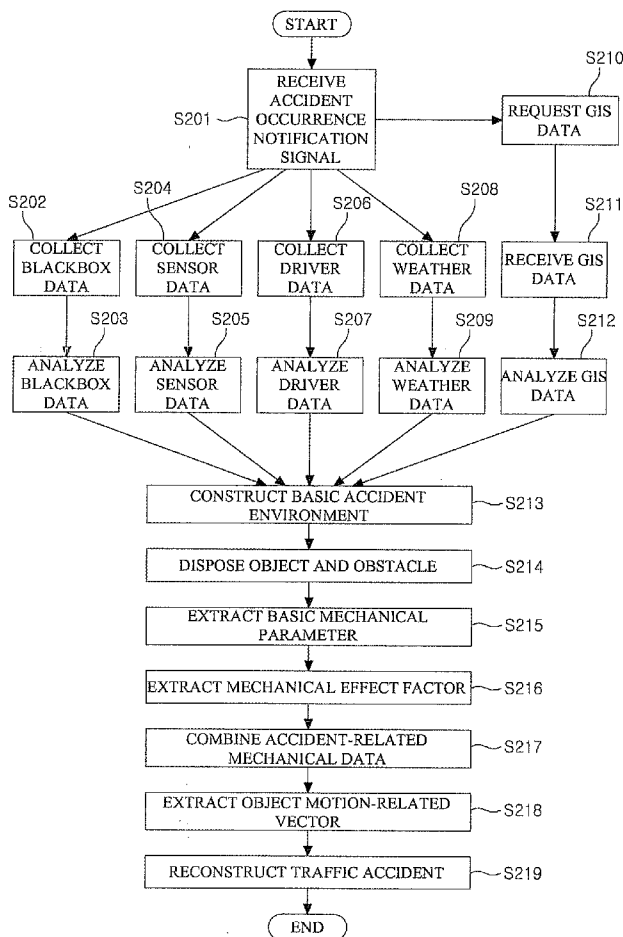 START
S210
RECEIVE
ACCIDENT
OCCURRENCE
NOTIFICATION
SIGNAL
S201
REQUEST GIS
DATA
S202
S204
S206
S208
S211
COLLECT
BLACKBOX
DATA
COLLECT
SENSOR
DATA
COLLECT
DRIVER
DATA
COLLECT
WEATHER
DATA
RECEIVE GIS
DATA
S203
S205
S207
S209
S212
ANALYZE
BLACKBOX
DATA
ANALYZE
SENSOR
DATA
ANALYZE
DRIVER
DATA
ANALYZE
WEATHER
DATA
ANALYZE GIS
DATA
CONSTRUCT BASIC ACCIDENT
ENVIRONMENT
S213
DISPOSE OBJECT AND OBSTACLE
S214
EXTRACT BASIC MECHANICAL
PARAMETER
S215
EXTRACT MECHANICAL EFFECT FACTOR
S216
COMBINE ACCIDENT-RELATED
MECHANICAL DATA
S217
EXTRACT OBJECT MOTION-RELATED
VECTOR
S218
RECONSTRUCT TRAFFIC ACCIDENT
S219
END